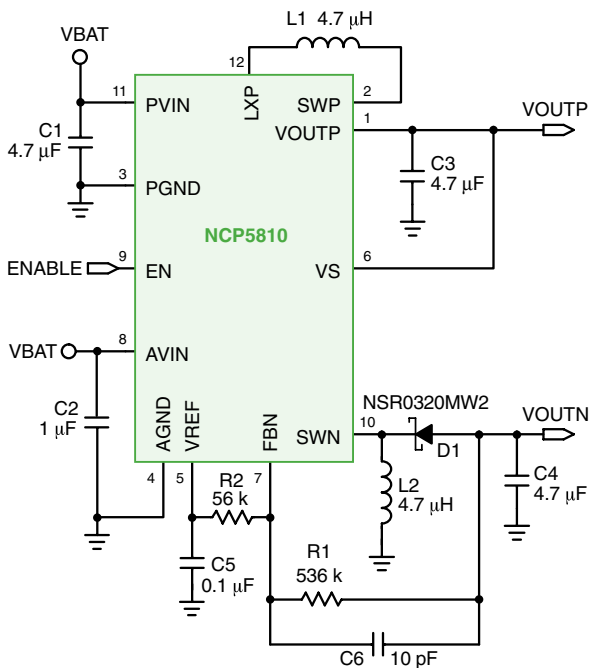 L1 4.7 μH
VBAT
12
11
PVIN
LXP
SWP
2
VOUTP
1
VOUTP
C1
4.7 μF
C3
4.7 μF
3
PGND
NCP5810
ENABLE
9
EN
VS
6
VBAT
8
AVIN
C2
1 μF
AGND
VREF
FBN
SWN
10
NSR0320MW2
D1
VOUTN
4
5
7
R2
56 k
L2
4.7 μH
C4
4.7 μF
C5
0.1 μF
R1
536 k
C6
10 pF